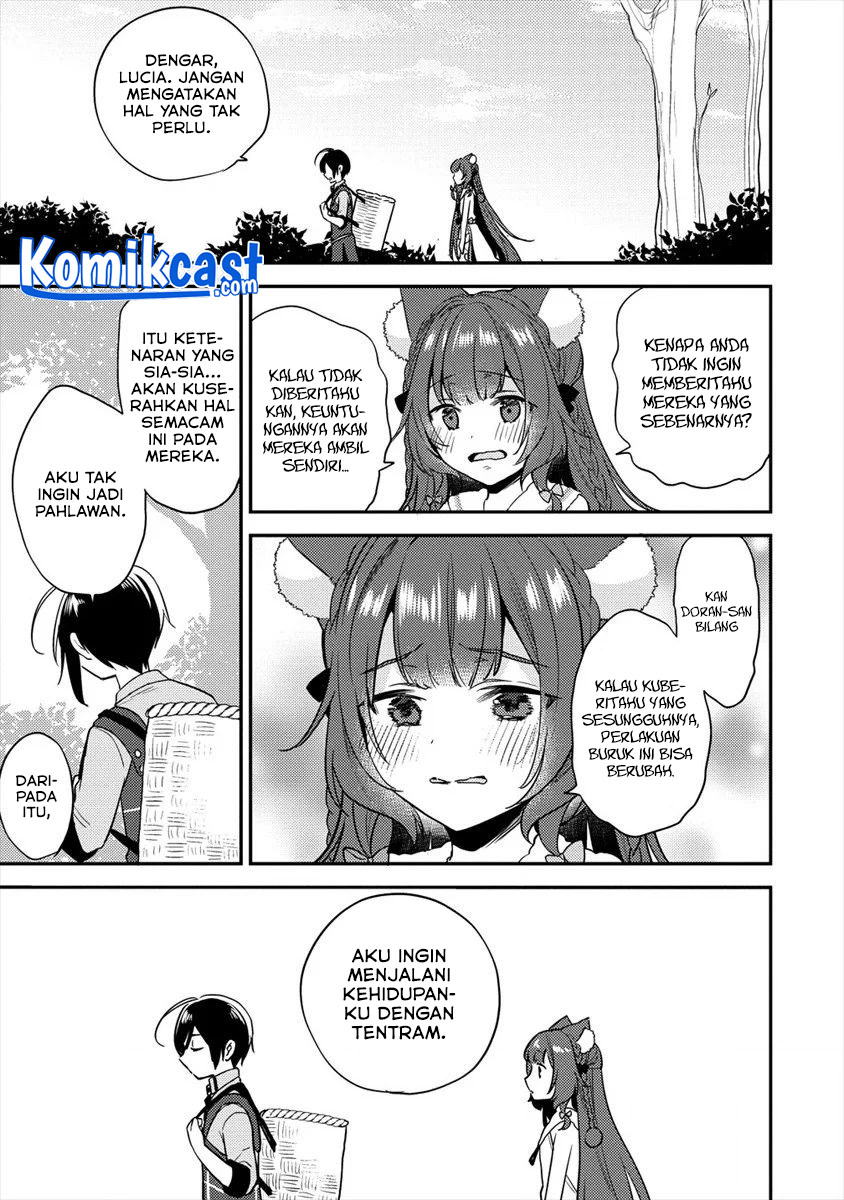 DENGAR,
LUCIA. JANGAN
MENGATAKAN
HAL YANG TAK
PERLU.
Komikcast
.com
KENAPA ANDA
TIDAK INGIN
MEMBERITAHU
MEREKA YANG
SEBENARNYA?
KALAU TIDAK
DIBERITAHU
KAN, KEUNTU-
NGANNYA AKAN
MEREKA AMBIL
SENDIRI...
ITU KETE-
NARAN YANG
SIA-SIA...
AKAN KUSE-
RAHKAN HAL
SEMACAM
INI PADA
MEREKA.
AKU TAK
INGIN JADI
PAHLAWAN.
KAN
DORAN-SAN
BILANG
KALAU KUBE-
RITAHU YANG
SESUNGGUHNYA,
PERLAKUAN
BURUK INI BISA
BERUBAH.
DARI-
PADA ITU,
AKU INGIN
MENJALANI
KEHIDUPAN-
KU DENGAN
TENTRAM.